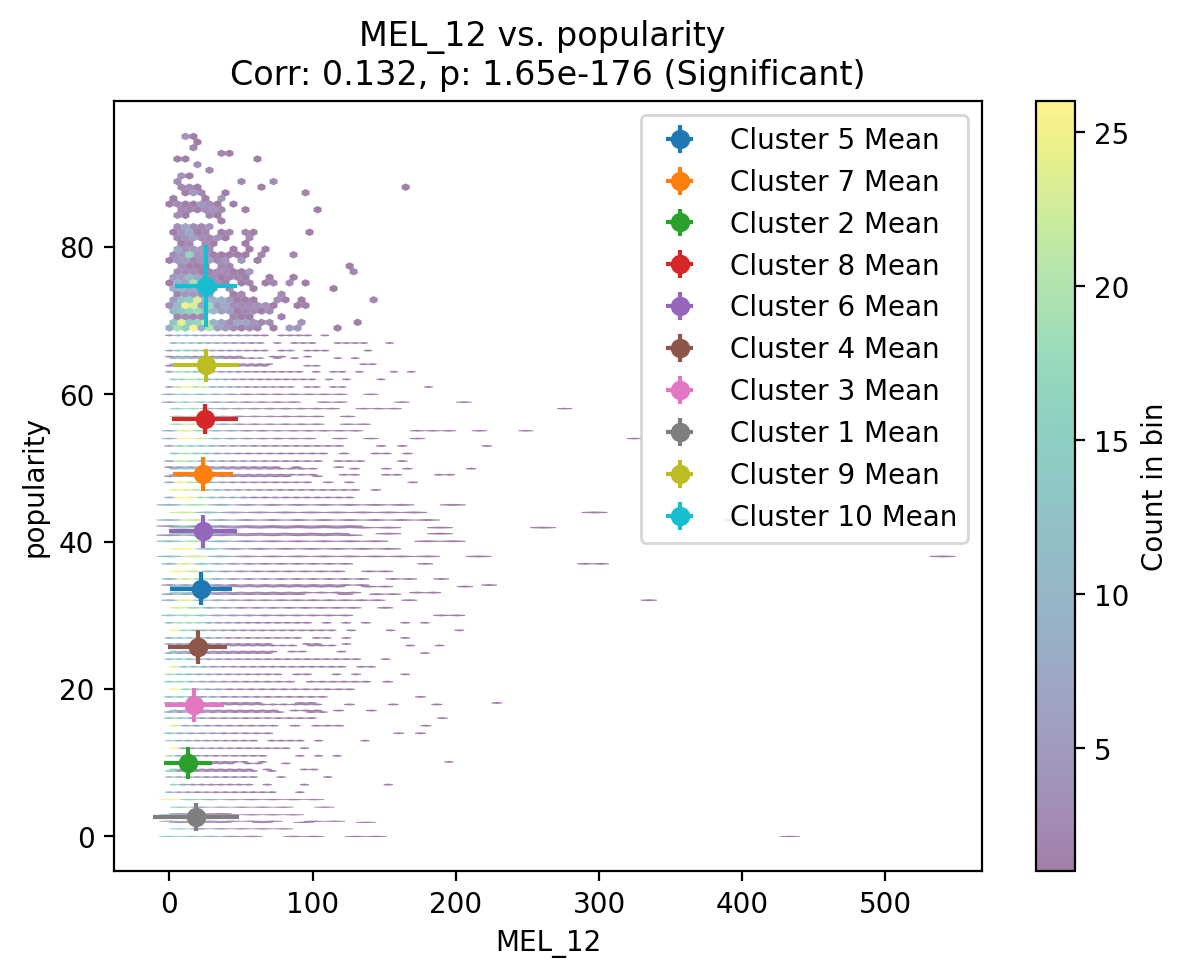 MEL_12 vs. popularity
Corr: 0.132, p: 1.65e-176 (Significant)
popularity
80
60
40
20
0
0 100 200 300 400 500
MEL_12
Cluster 5 Mean
Cluster 7 Mean
Cluster 2 Mean
Cluster 8 Mean
Cluster 6 Mean
Cluster 4 Mean
Cluster 3 Mean
Cluster 1 Mean
Cluster 9 Mean
Cluster 10 Mean
25
20
15
10
5
Count in bin